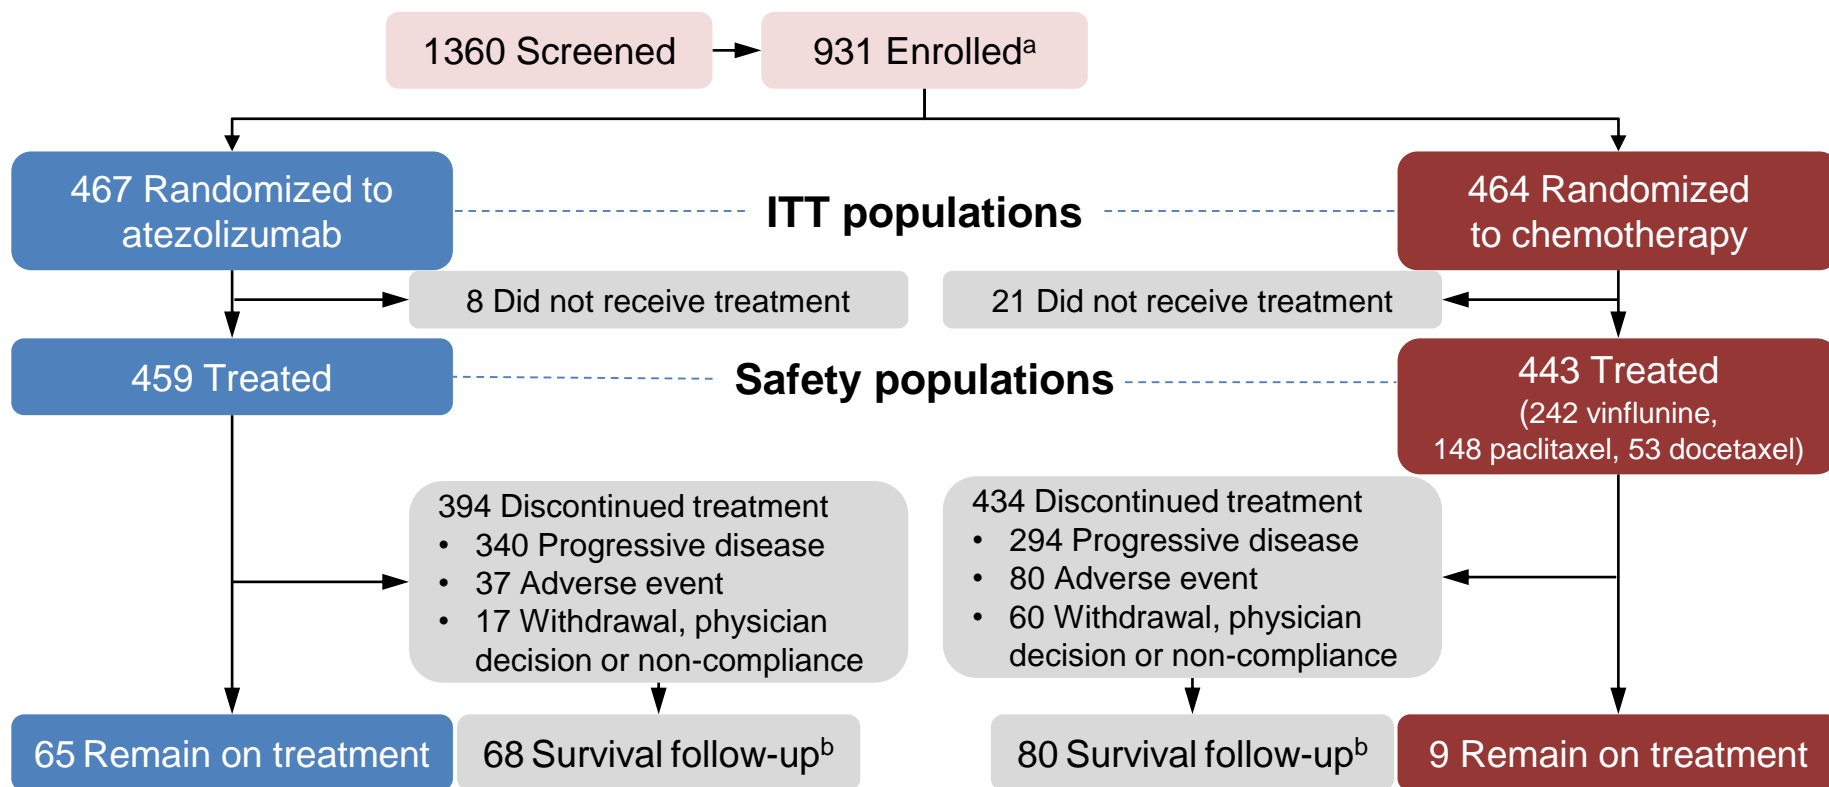 1360 Screened
931 Enrolledᵃ
467 Randomized to
atezolizumab
ITT populations
464 Randomized
to chemotherapy
8 Did not receive treatment
21 Did not receive treatment
459 Treated
Safety populations
443 Treated
(242 vinflunine,
148 paclitaxel, 53 docetaxel)
394 Discontinued treatment
• 340 Progressive disease
• 37 Adverse event
• 17 Withdrawal, physician
decision or non-compliance
434 Discontinued treatment
• 294 Progressive disease
• 80 Adverse event
• 60 Withdrawal, physician
decision or non-compliance
65 Remain on treatment
68 Survival follow-upᵇ
80 Survival follow-upᵇ
9 Remain on treatment